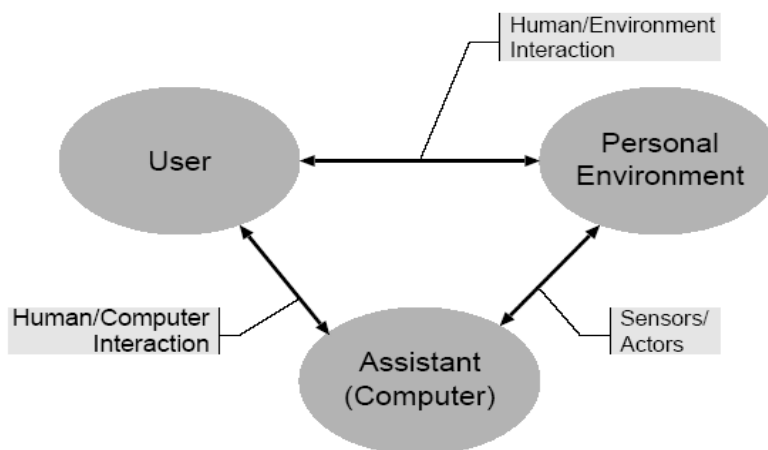 Human/Environment
Interaction
User
Personal
Environment
Human/Computer
Interaction
Assistant
(Computer)
Sensors/
Actors